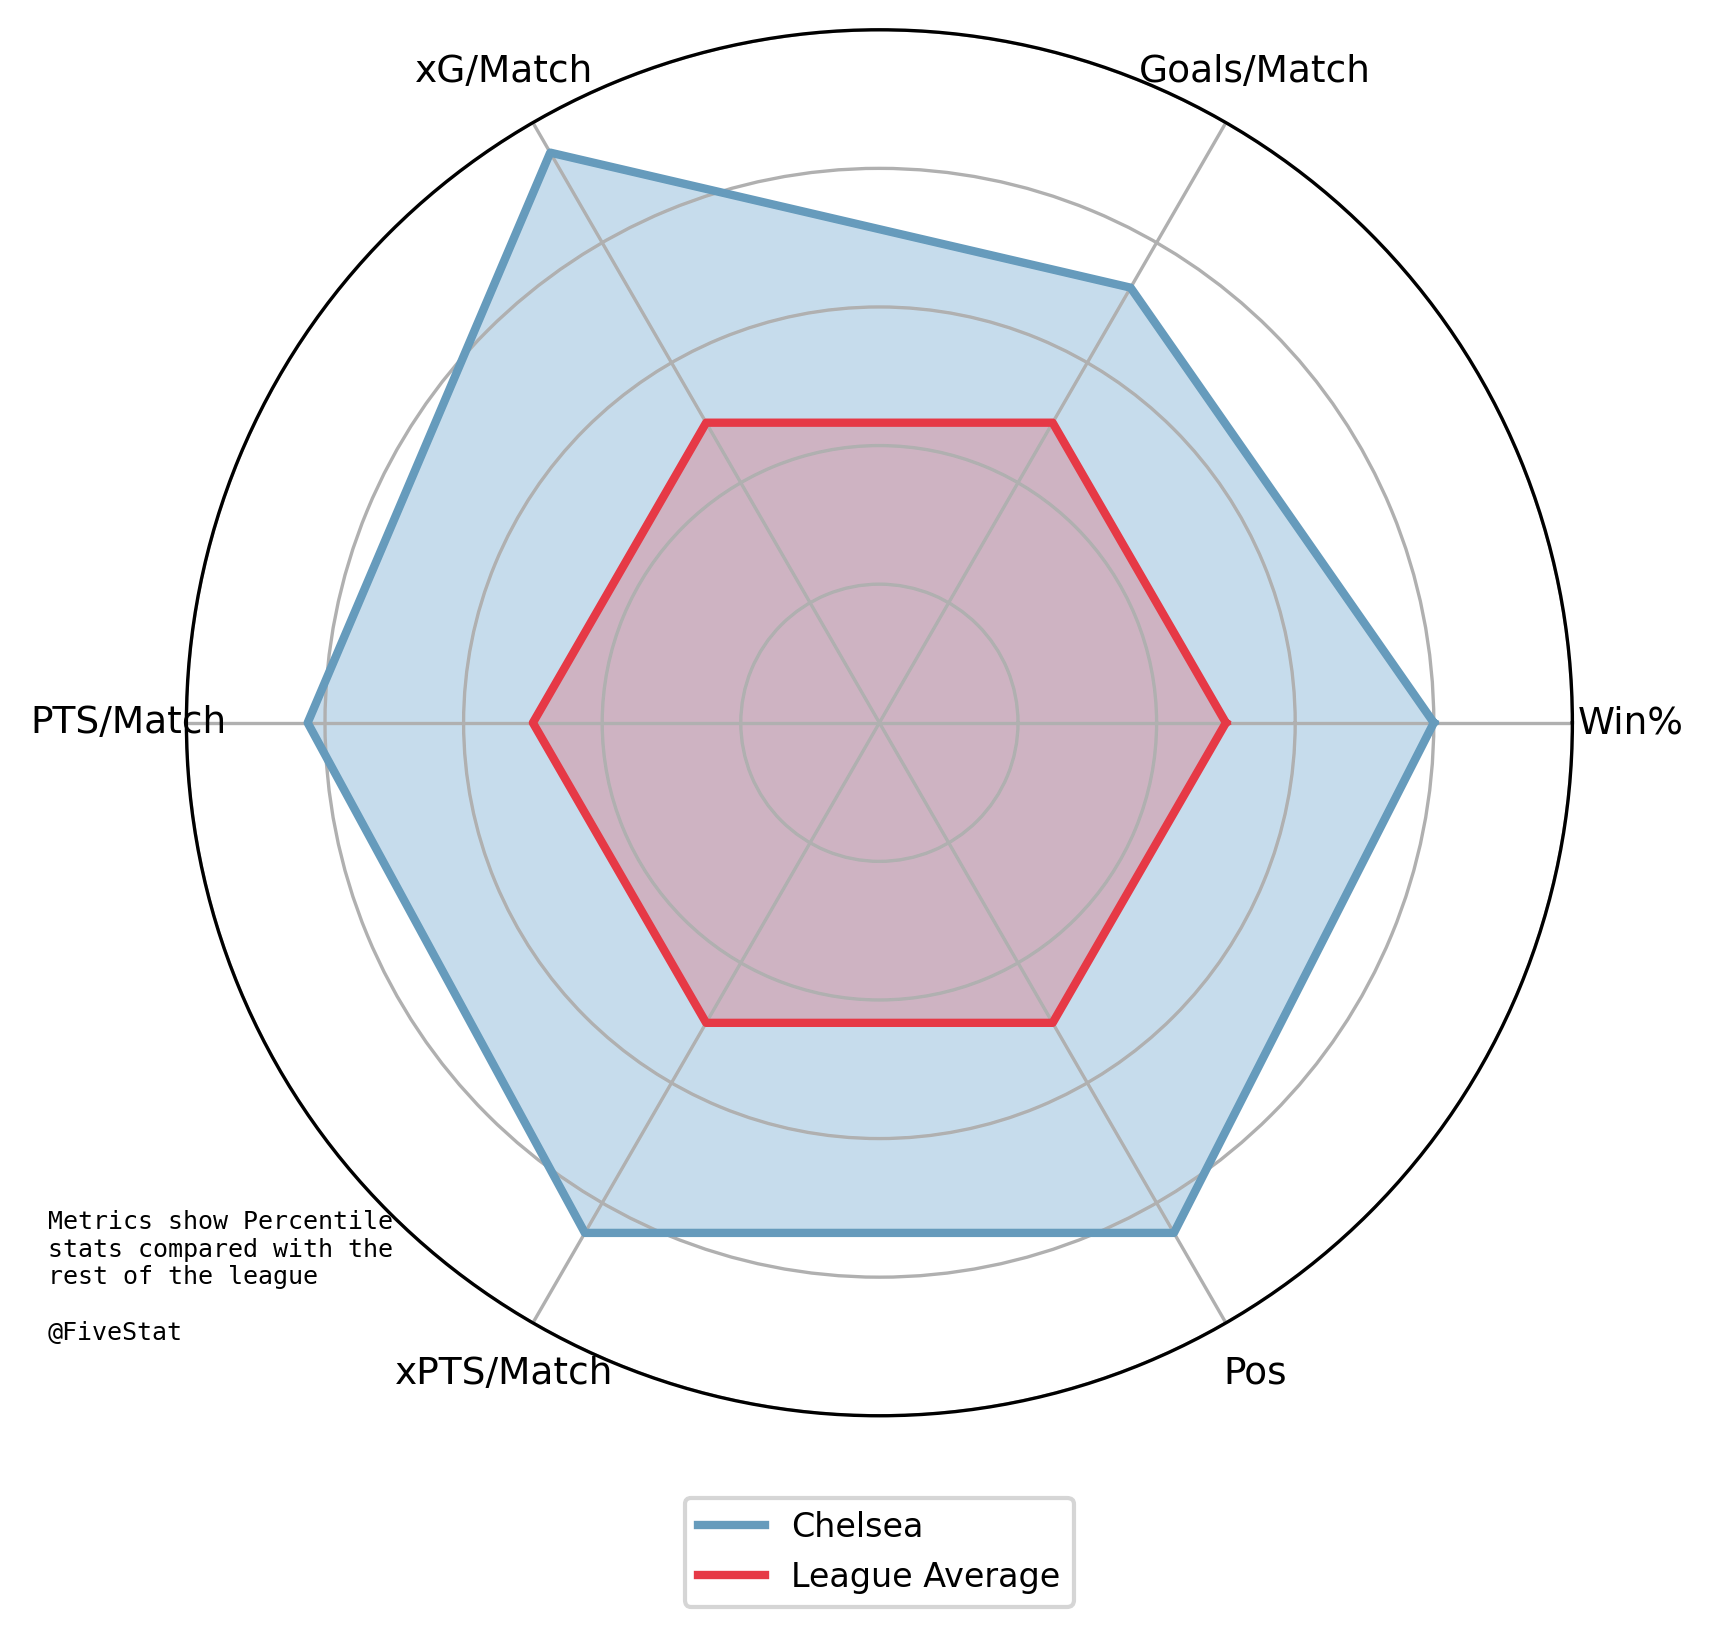 xG/Match
Goals/Match
PTS/Match
Win%
Metrics show Percentile
stats compared with the
rest of the league
@FiveStat
xPTS/Match
Pos
Chelsea
League Average